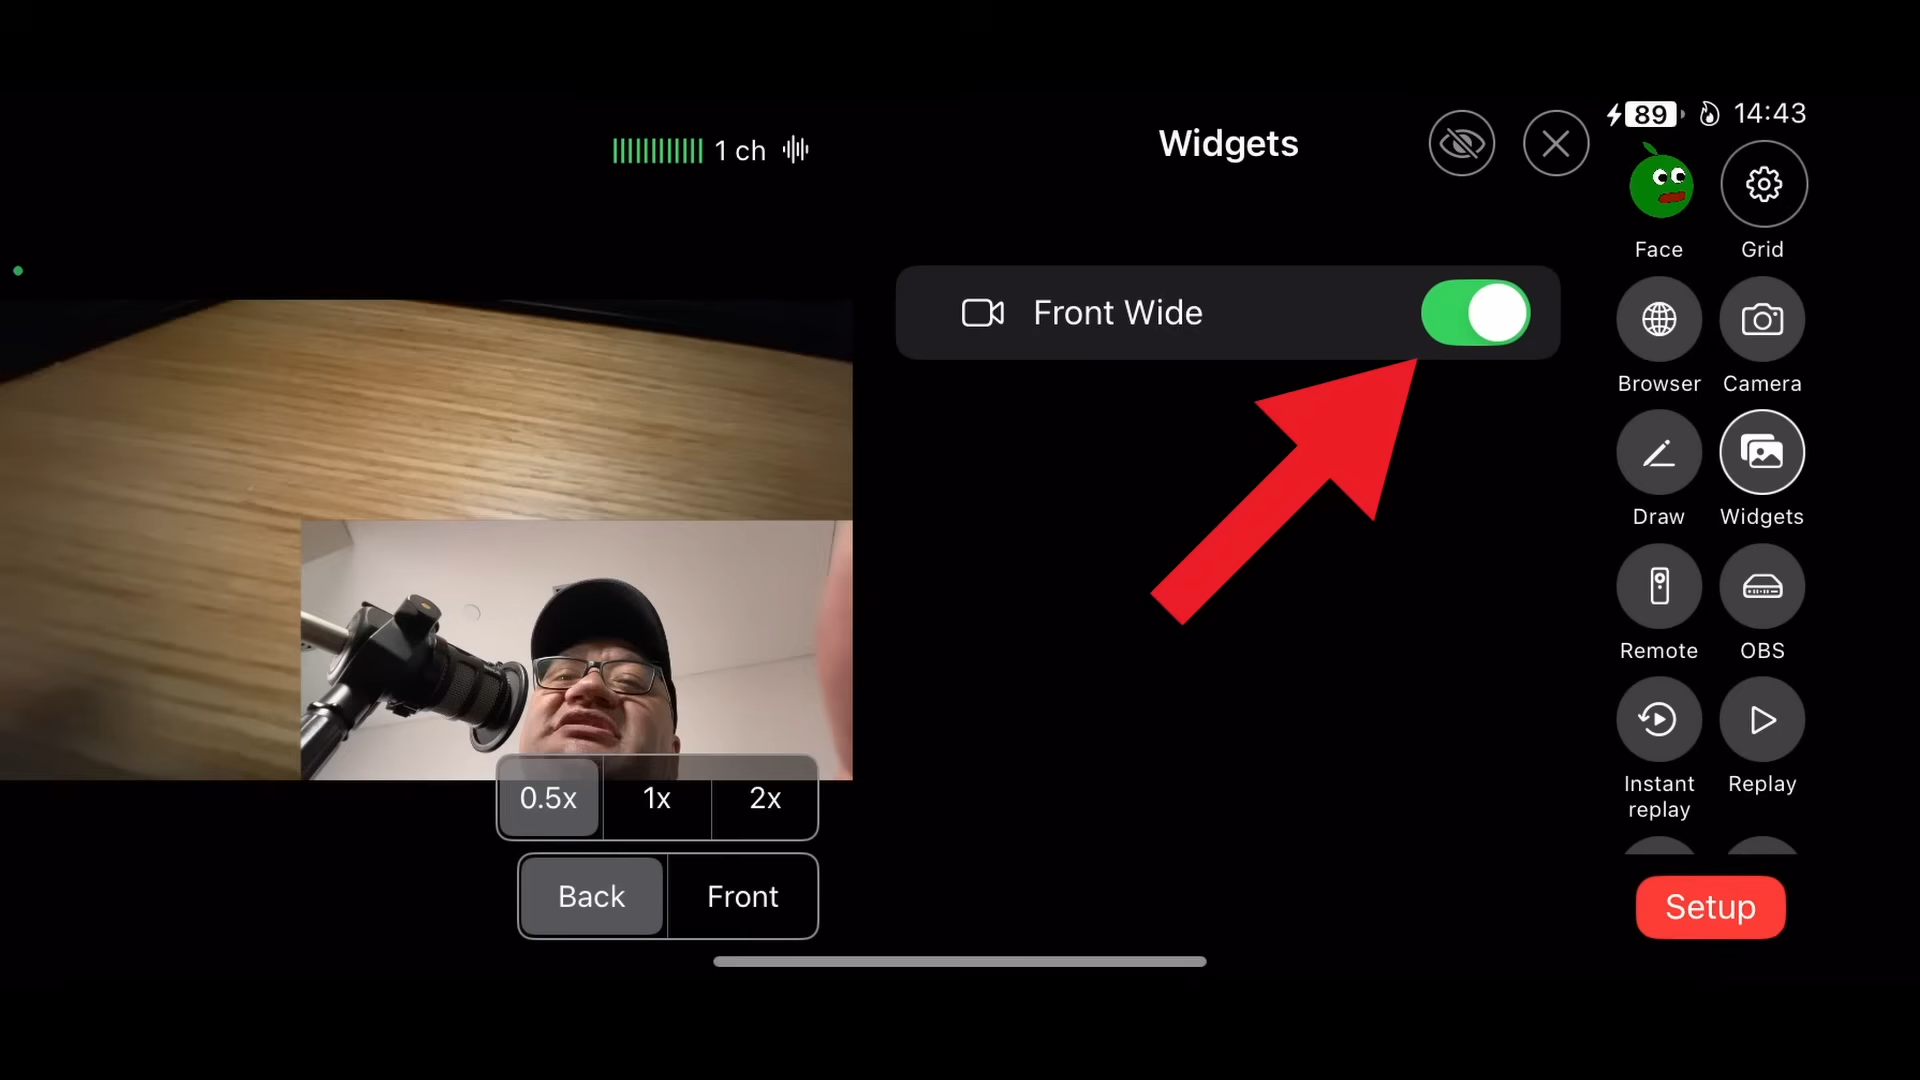 1 ch
Widgets
89
14:43
Front Wide
Face
Grid
Browser
Camera
Draw
Widgets
Remote
OBS
Instant
replay
Replay
0.5x
1x
2x
Back
Front
Setup